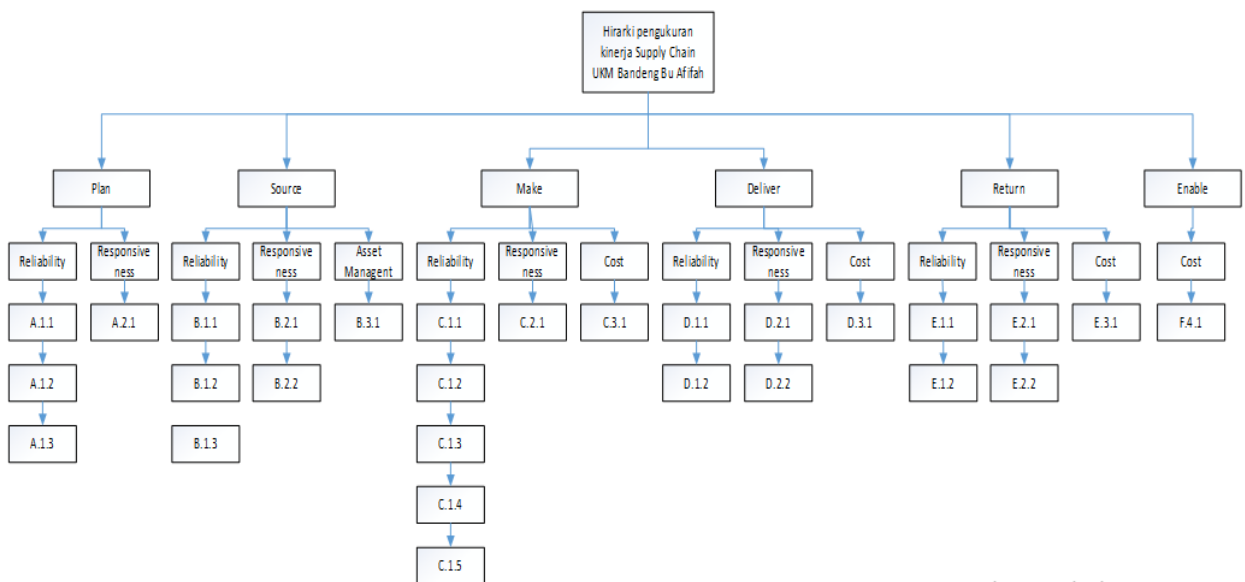 Hirarki pengukuran
kinerja Supply Chain
UKM Bandeng Bu Afifah
Plan
Source
Make
Deliver
Return
Enable
Reliability
Responsive
ness
Reliability
Responsive
ness
Asset
Managent
Reliability
Responsive
ness
Cost
Reliability
Responsive
ness
Cost
Reliability
Responsive
ness
Cost
Cost
A.1.1
A.2.1
B.1.1
B.2.1
B.3.1
C.1.1
C.2.1
C.3.1
D.1.1
D.2.1
D.3.1
E.1.1
E.2.1
E.3.1
F.4.1
A.1.2
B.1.2
B.2.2
C.1.2
D.1.2
D.2.2
E.1.2
E.2.2
A.1.3
B.1.3
C.1.3
C.1.4
C.1.5